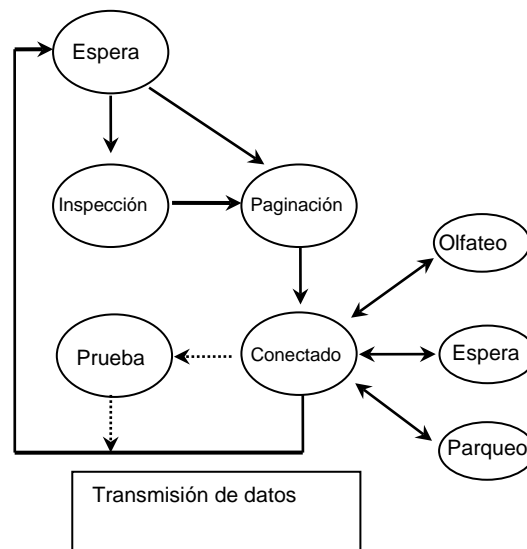 Espera
Inspección
Paginación
Olfateo
Prueba
Conectado
Espera
Parqueo
Transmisión de datos